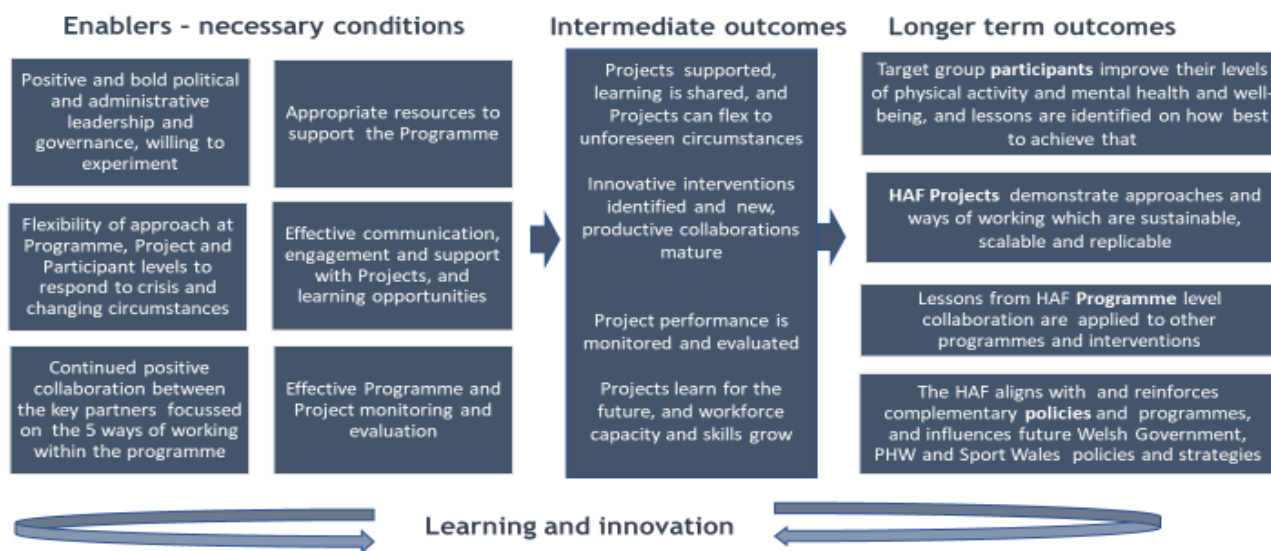 Enablers - necessary conditions
Positive and bold political
and administrative
leadership and
governance, willing to
experiment
Appropriate resources to
support the Programme
Flexibility of approach at
Programme, Project and
Participant levels to
respond to crisis and
changing circumstances
Effective communication,
engagement and support
with Projects, and
learning opportunities
Continued positive
collaboration between
the key partners focussed
on the 5 ways of working
within the programme
Effective Programme and
Project monitoring and
evaluation
Intermediate outcomes
Projects supported,
learning is shared, and
Projects can flex to
unforeseen circumstances
Innovative interventions
identified and new,
productive collaborations
mature
Project performance is
monitored and evaluated
Projects learn for the
future, and workforce
capacity and skills grow
Longer term outcomes
Target group participants improve their levels
of physical activity and mental health and well-
being, and lessons are identified on how best
to achieve that
HAF Projects demonstrate approaches and
ways of working which are sustainable,
scalable and replicable
Lessons from HAF Programme level
collaboration are applied to other
programmes and interventions
The HAF aligns with and reinforces
complementary policies and programmes,
and influences future Welsh Government,
PHW and Sport Wales policies and strategies
Learning and innovation